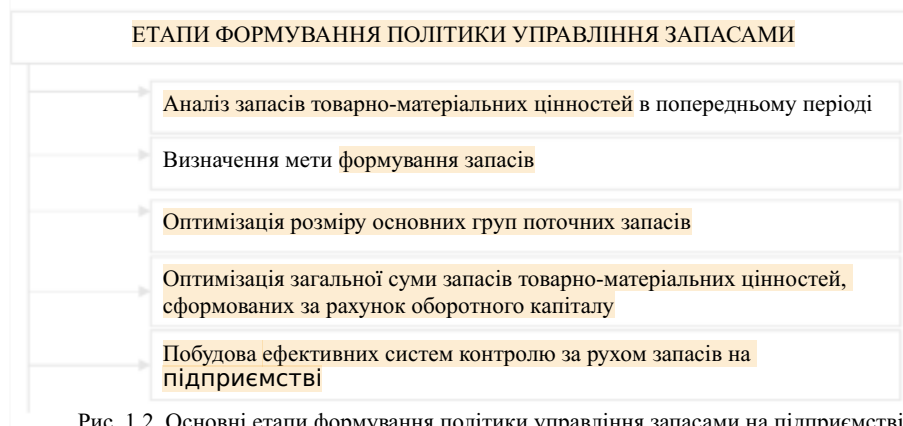 ЕТАПИ ФОРМУВАННЯ ПОЛІТИКИ УПРАВЛІННЯ ЗАПАСАМИ
Аналіз запасів товарно-матеріальних цінностей в попередньому періоді
Визначення мети формування запасів
Оптимізація розміру основних груп поточних запасів
Оптимізація загальної суми запасів товарно-матеріальних цінностей,
сформованих за рахунок оборотного капіталу
Побудова ефективних систем контролю за рухом запасів на
підприємстві
Рис. 1.2. Основні етапи формування політики управління запасами на підприємстві